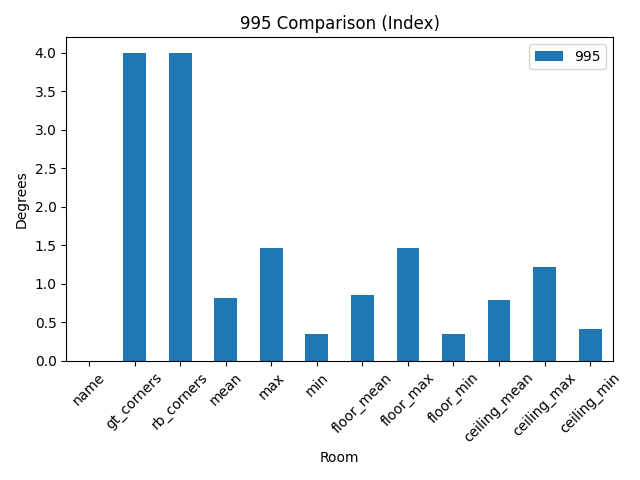 995 Comparison (Index)
995
Degrees
4.0
3.5
3.0
2.5
2.0
1.5
1.0
0.5
0.0
name
gt_corners
rb_corners
mean
max
min
floor_mean
floor_max
floor_min
ceiling_mean
ceiling_max
ceiling_min
Room